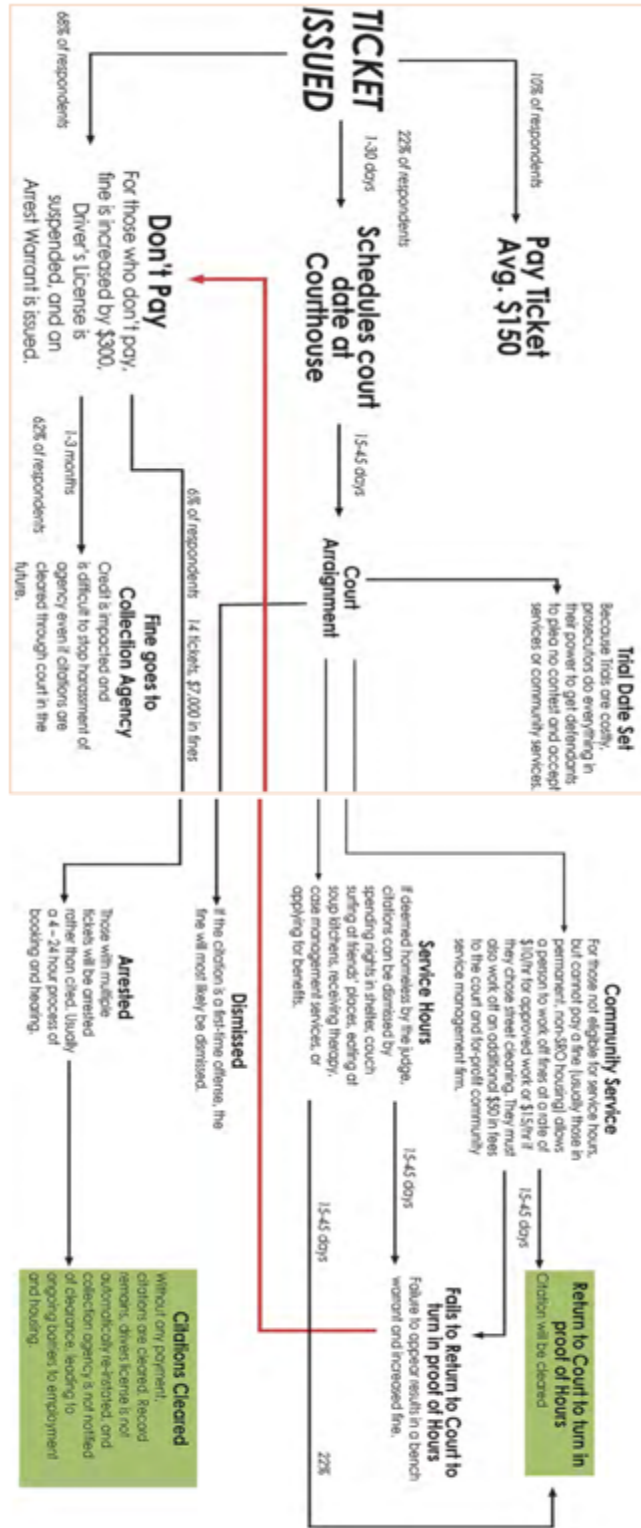 TICKET
ISSUED
10% of respondents
Pay Ticket
Avg. $150
22% of respondents
1-30 days
Schedules court
date at
Courthouse
68% of respondents
Don't Pay
For those who don't pay,
fine is increased by $300,
Driver's License is
suspended, and an
Arrest Warrant is issued.
15-45 days
Court
Arraignment
Trial Date Set
Because Trials are costly,
prosecutors do everything in
their power to get defendants
to plea no contest and accept
services or community services.
1-3 months
62% of respondents
Fine goes to
Collection Agency
Credit is impacted and
is difficult to stop harassment of
agency even if citations are
cleared through court in the
future.
6% of respondents
14 tickets, $7,000 in fines
Community Service
For those not eligible for service hours,
but cannot pay a fine (usually those in
permanent, non-SRO housing) allows
a person to work off fines at a rate of
$10/hr for approved work or $15/hr if
they chose street cleaning. They must
also work off an additional $50 in fees
to the court and for-profit community
service management firm.
Service Hours
If deemed homeless by the judge,
citations can be dismissed by
spending nights in shelter, couch
surfing at friends' places, eating at
soup kitchens, receiving therapy,
case management services, or
applying for benefits.
Dismissed
If the citation is a first-time offense, the
fine will most likely be dismissed.
Arrested
Those with multiple
tickets will be arrested
rather than cited. Usually
a 4 – 24 hour process of
booking and hearing.
15-45 days
Return to Court to turn in
proof of Hours
Citation will be cleared
15-45 days
Fails to Return to Court to
turn in proof of Hours
Failure to appear results in a bench
warrant and increased fine.
15-45 days
22%
Citations Cleared
without any payment,
citations are cleared. Record
remains, drivers license is not
automatically re-instated, and
collection agency is not notified
of clearance, leading to
ongoing barriers to employment
and housing.